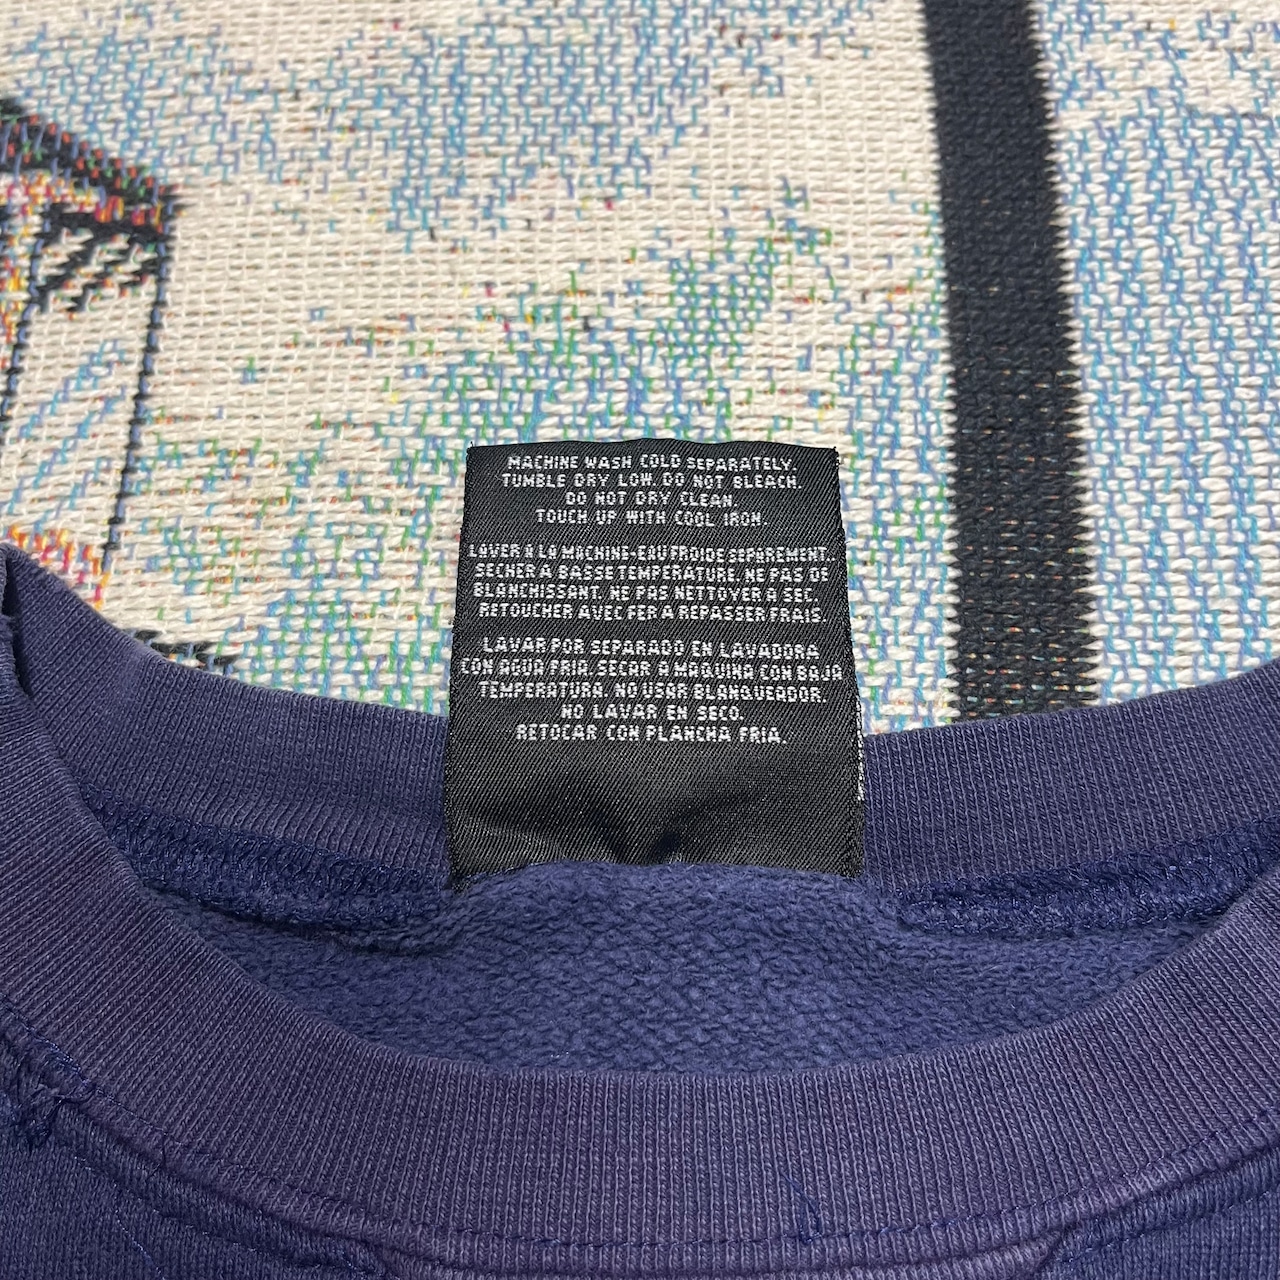 MACHINE WASH COLD SEPARATELY.
TUMBLE DRY LOW. DO NOT BLEACH.
DO NOT DRY CLEAN.
TOUCH UP WITH COOL IRON.
LAVER A LA MACHINE-EAU FROIDE SEPAREMENT.
SECHER A BASSE TEMPERATURE. NE PAS DE
BLANCHISSANT. NE PAS NETTOYER A SEC.
RETOUCHER AVEC FER A REPASSER FRAIS.
LAVAR POR SEPARADO EN LAVADORA
CON AGUA FRIA. SECAR A MAQUINA CON BAJA
TEMPERATURA. NO USAR BLANQUEADOR.
NO LAVAR EN SECO.
RETOCAR CON PLANCHA FRIA.